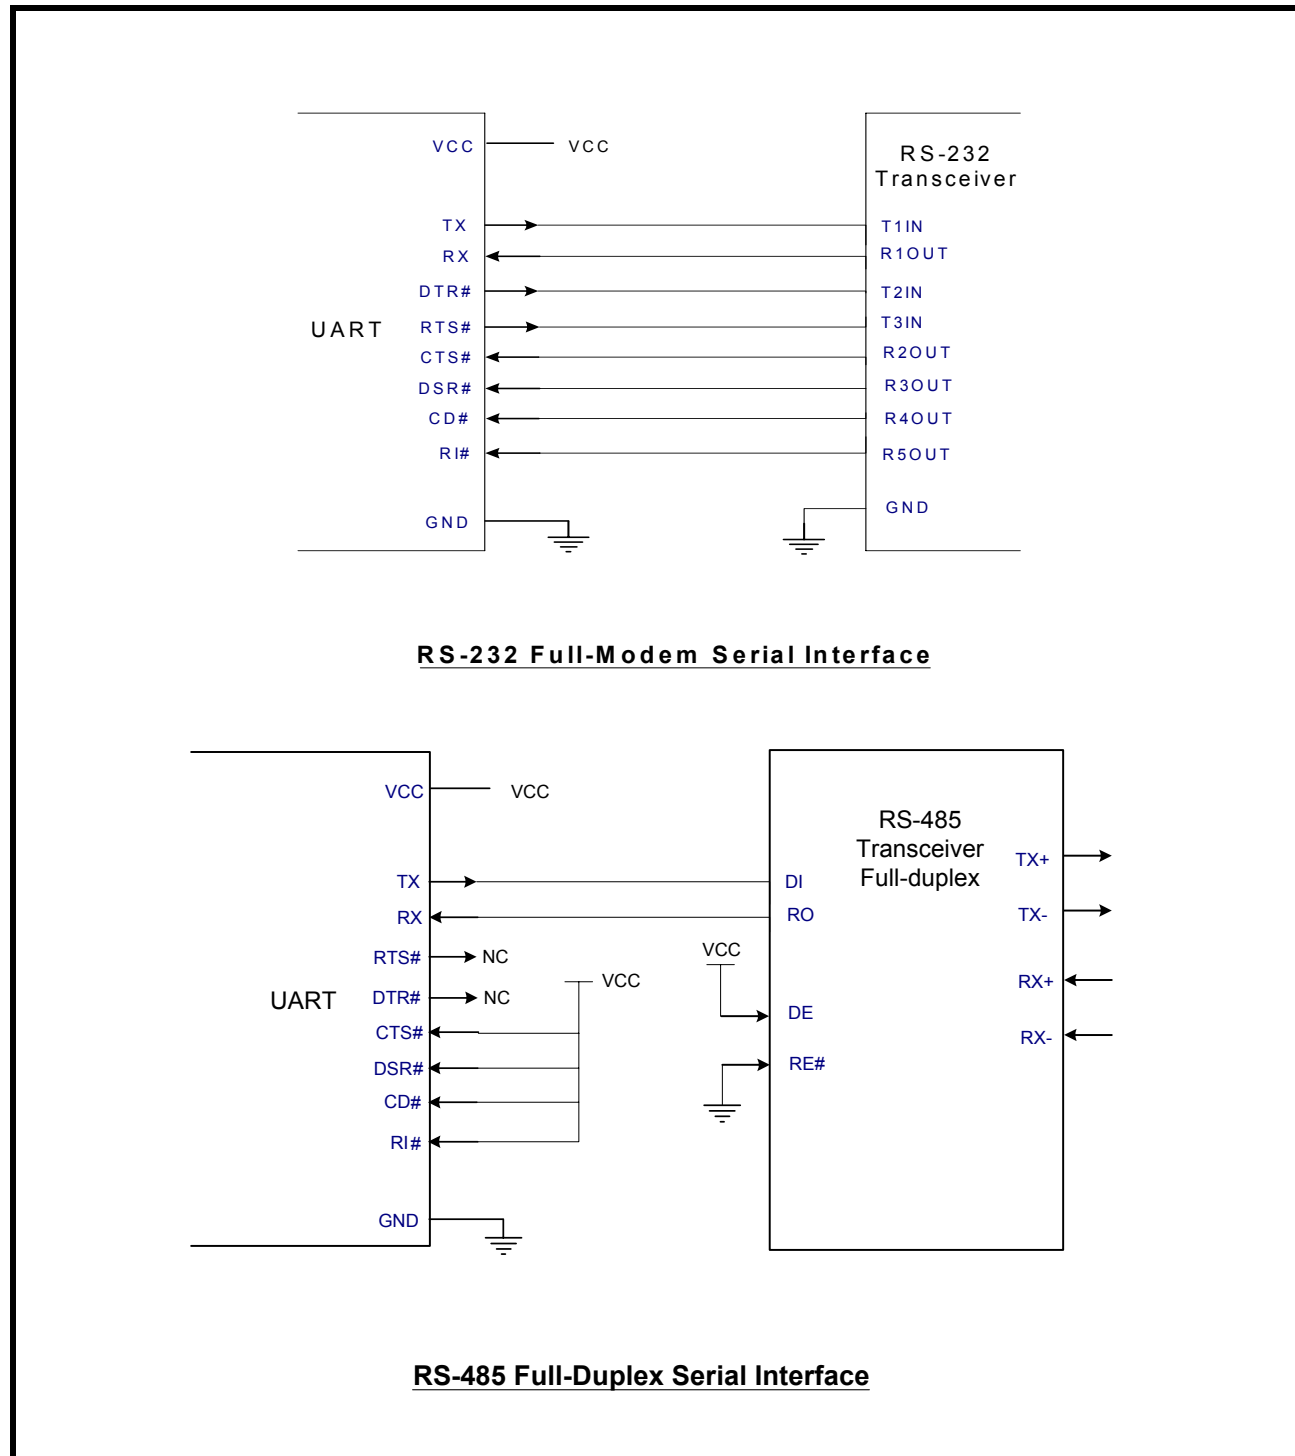 VCC
VCC
RS-232
Transceiver
TX
T1IN
RX
R1OUT
DTR#
T2IN
UART
RTS#
T3IN
CTS#
R2OUT
DSR#
R3OUT
CD#
R4OUT
RI#
R5OUT
GND
GND
RS-232 Full-Modem Serial Interface
VCC
VCC
RS-485
Transceiver
Full-duplex
TX+
TX
DI
RX
RO
TX-
RTS#
NC
VCC
VCC
RX+
UART
DTR#
NC
DE
CTS#
RX-
DSR#
RE#
CD#
RI#
GND
RS-485 Full-Duplex Serial Interface